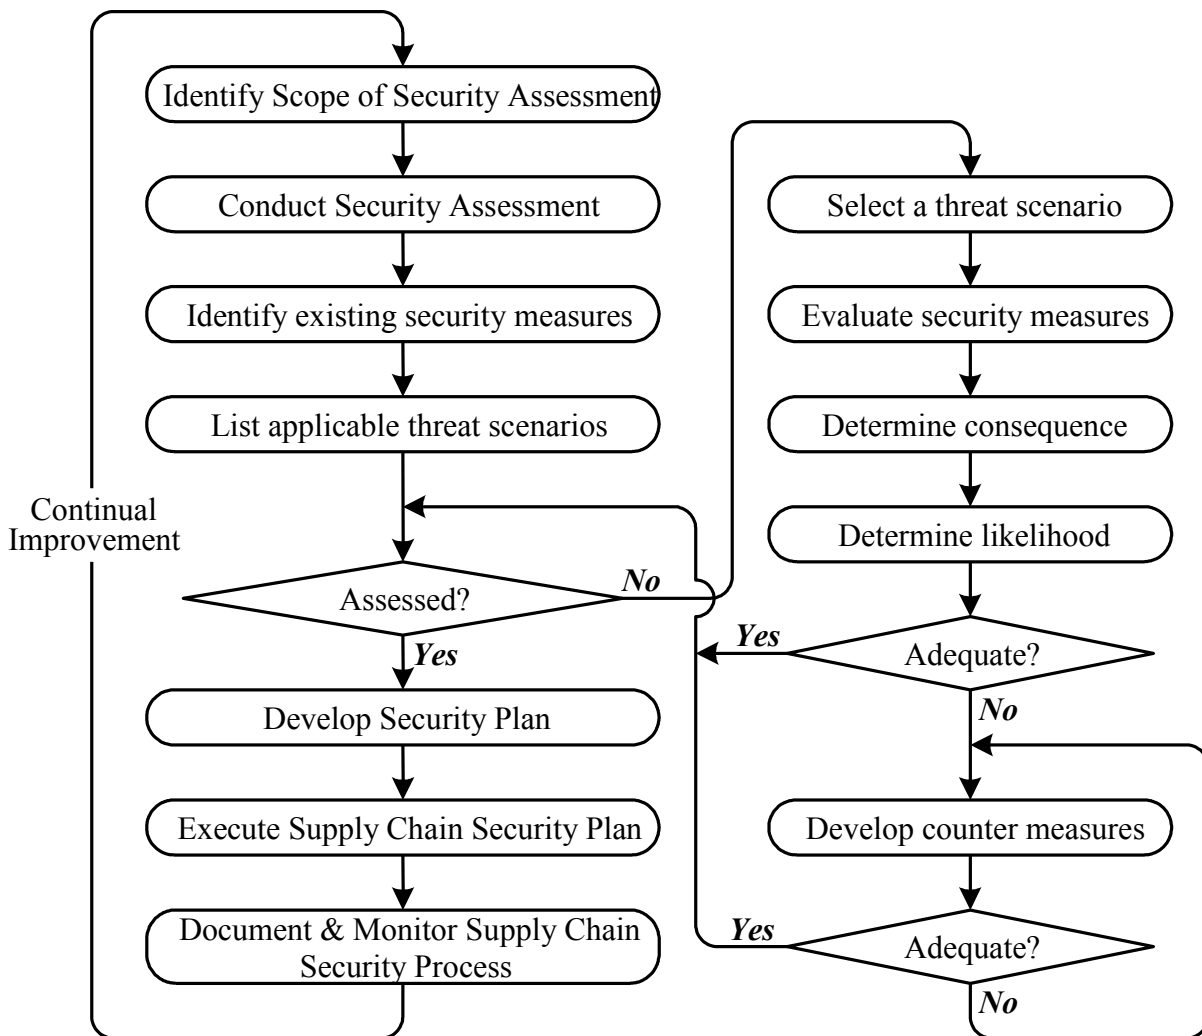 Identify Scope of Security Assessment
Conduct Security Assessment
Identify existing security measures
List applicable threat scenarios
Continual
Improvement
Assessed?
No
Yes
Develop Security Plan
Execute Supply Chain Security Plan
Document & Monitor Supply Chain
Security Process
Select a threat scenario
Evaluate security measures
Determine consequence
Determine likelihood
Yes
Adequate?
No
Develop counter measures
Yes
Adequate?
No